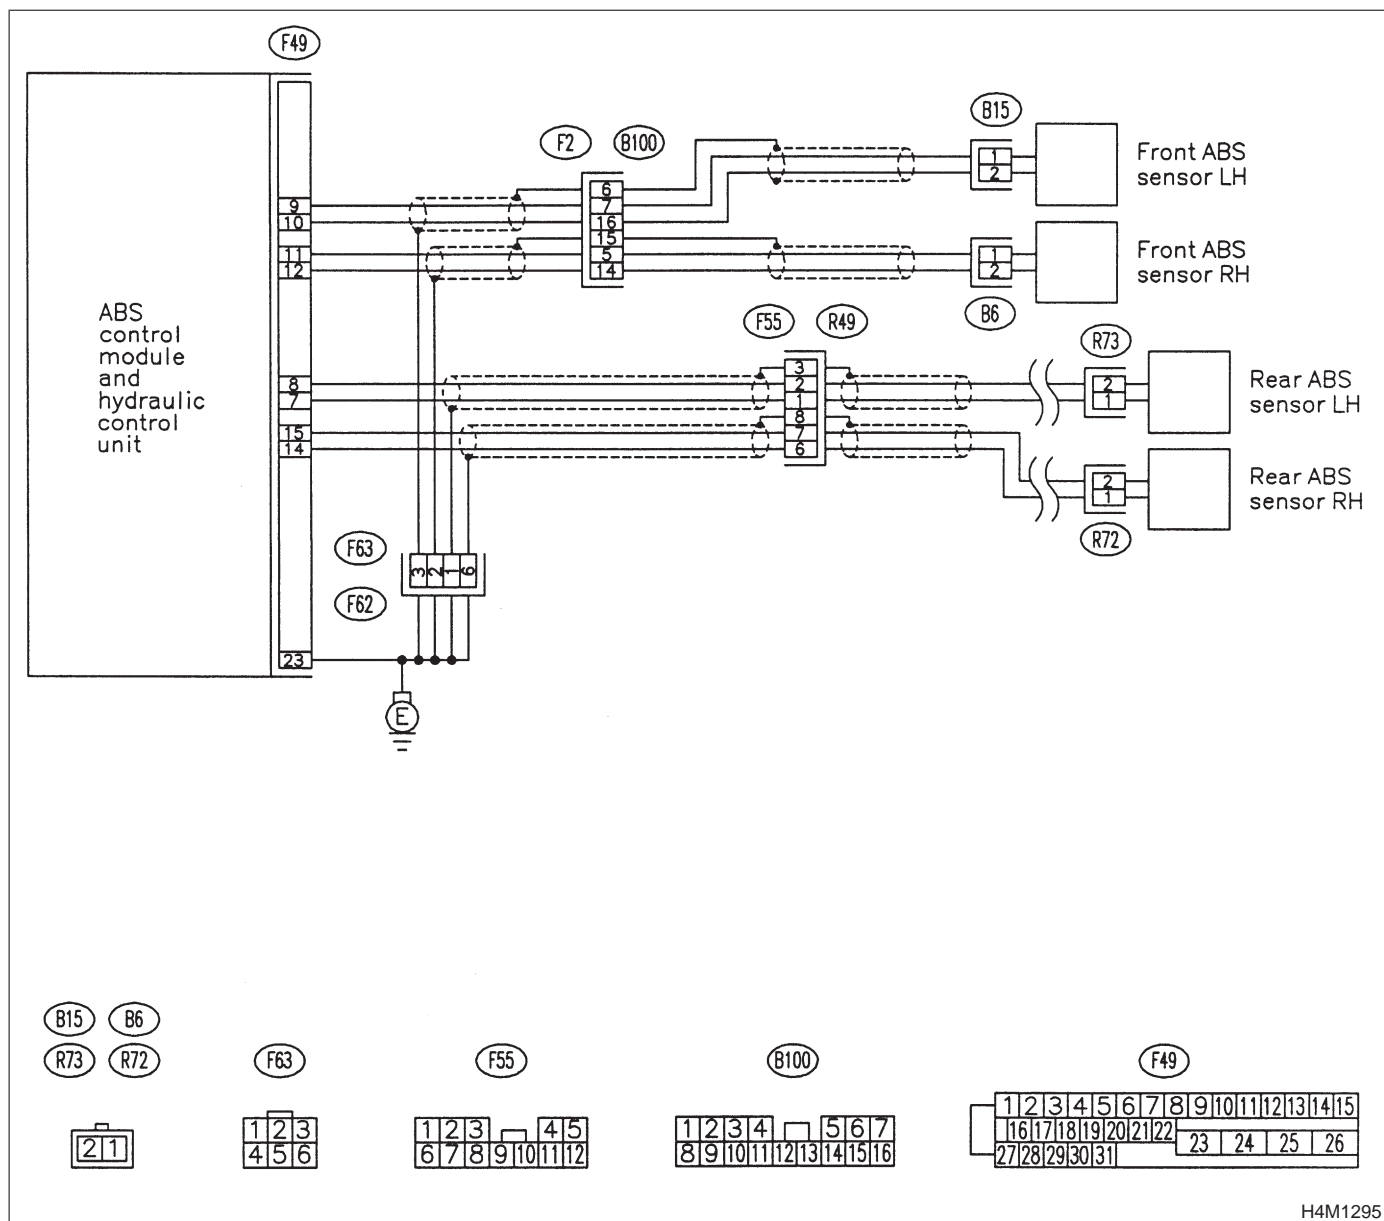 F49
B15
F2 B100
1
2
Front ABS
sensor LH
6
7
16
15
5
14
9
10
11
12
1
2
Front ABS
sensor RH
B6
F55 R49
R73
ABS
control
module
and
hydraulic
control
unit
8
7
15
14
3
2
1
8
7
6
2
1
Rear ABS
sensor LH
2
1
Rear ABS
sensor RH
R72
F63
3 2 1 6
F62
23
E
B15 B6
R73 R72
F63
F55
B100
F49
2 1
1 2 3
4 5 6
1 2 3 4 5
6 7 8 9 10 11 12
1 2 3 4 5 6 7
8 9 10 11 12 13 14 15 16
1 2 3 4 5 6 7 8 9 10 11 12 13 14 15
16 17 18 19 20 21 22
23 24 25 26
27 28 29 30 31
H4M1295